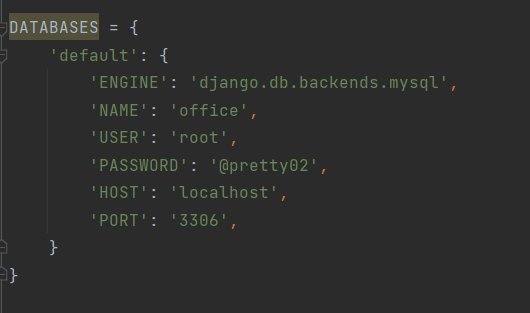 DATABASES = {
    'default': {
        'ENGINE': 'django.db.backends.mysql',
        'NAME': 'office',
        'USER': 'root',
        'PASSWORD': '@pretty02',
        'HOST': 'localhost',
        'PORT': '3306',
    }
}